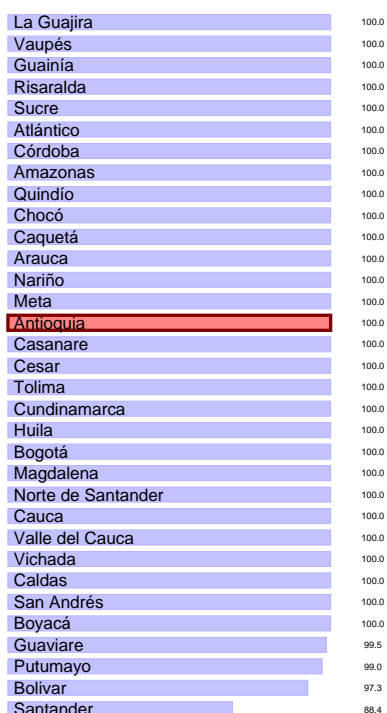 La Guajira 100.0
Vaupés 100.0
Guainía 100.0
Risaralda 100.0
Sucre 100.0
Atlántico 100.0
Córdoba 100.0
Amazonas 100.0
Quindío 100.0
Chocó 100.0
Caquetá 100.0
Arauca 100.0
Nariño 100.0
Meta 100.0
Antioquia 100.0
Casanare 100.0
Cesar 100.0
Tolima 100.0
Cundinamarca 100.0
Huila 100.0
Bogotá 100.0
Magdalena 100.0
Norte de Santander 100.0
Cauca 100.0
Valle del Cauca 100.0
Vichada 100.0
Caldas 100.0
San Andrés 100.0
Boyacá 100.0
Guaviare 99.5
Putumayo 99.0
Bolivar 97.3
Santander 88.4